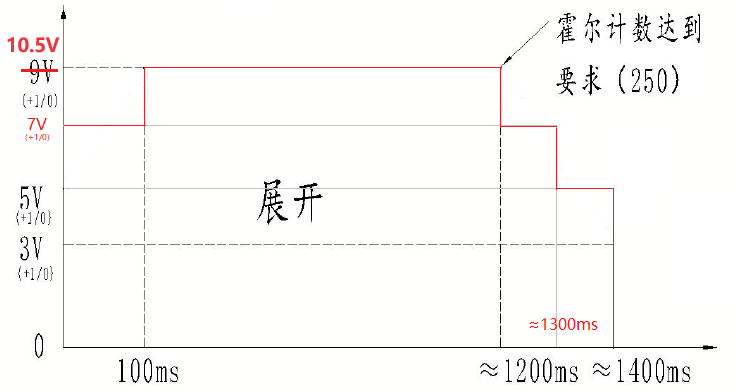 10.5V
9V
(+1/0)
7V
(+1/0)
5V
(+1/0)
3V
(+1/0)
0
霍尔计数达到
要求(250)
展开
≈1300ms
100ms
≈1200ms
≈1400ms